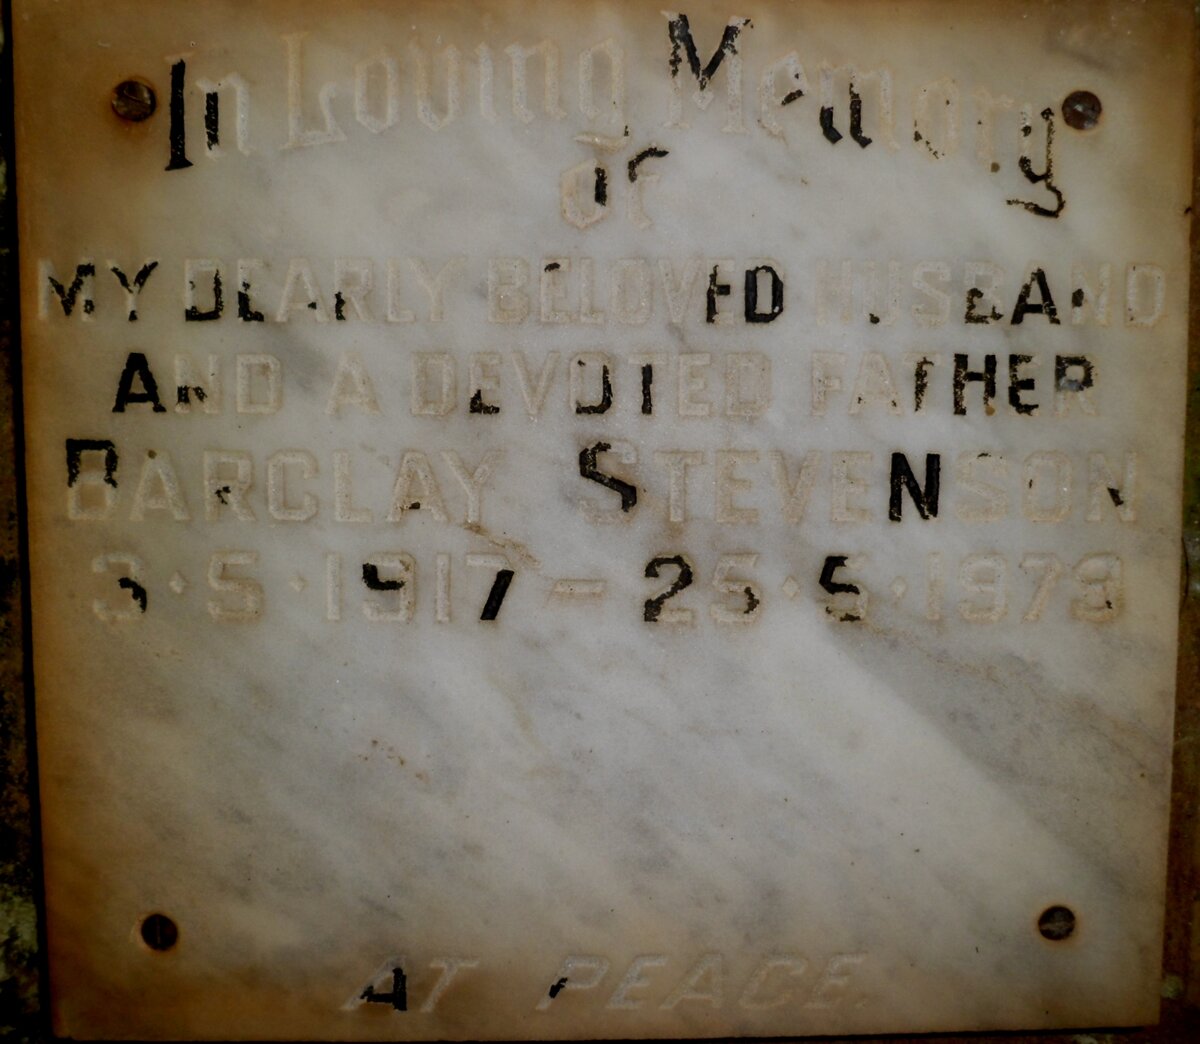 In Loving Memory
of
MY DEARLY BELOVED HUSBAND
AND A DEVOTED FATHER
BARCLAY STEVENSON
3·5·1917 – 25·5·1973
AT PEACE.